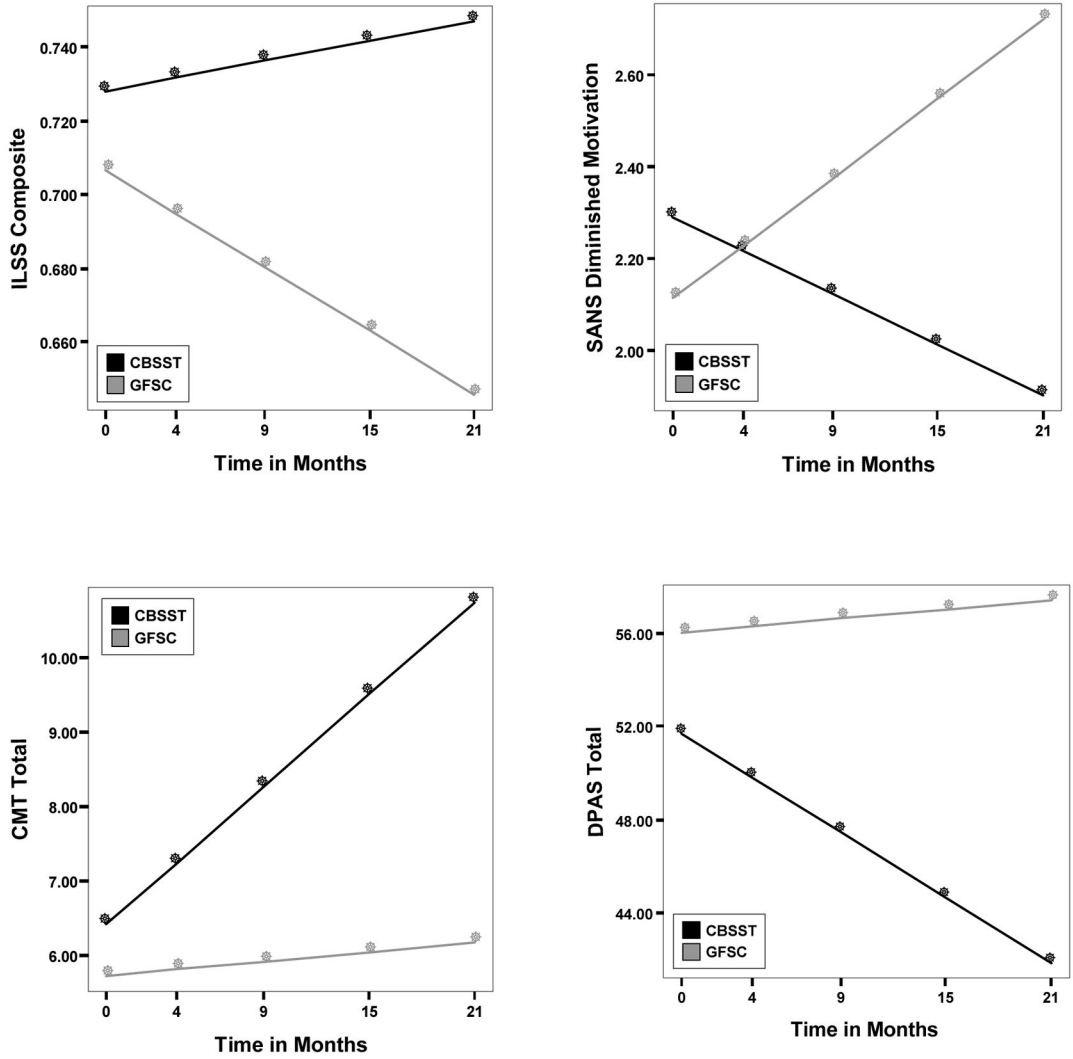 ILSS Composite
0.740
0.720
0.700
0.680
0.660
CBSST
GFSC
0 4 9 15 21
Time in Months
SANS Diminished Motivation
2.60
2.40
2.20
2.00
CBSST
GFSC
0 4 9 15 21
Time in Months
CMT Total
CBSST
GFSC
10.00
9.00
8.00
7.00
6.00
0 4 9 15 21
Time in Months
DPAS Total
56.00
52.00
48.00
44.00
CBSST
GFSC
0 4 9 15 21
Time in Months